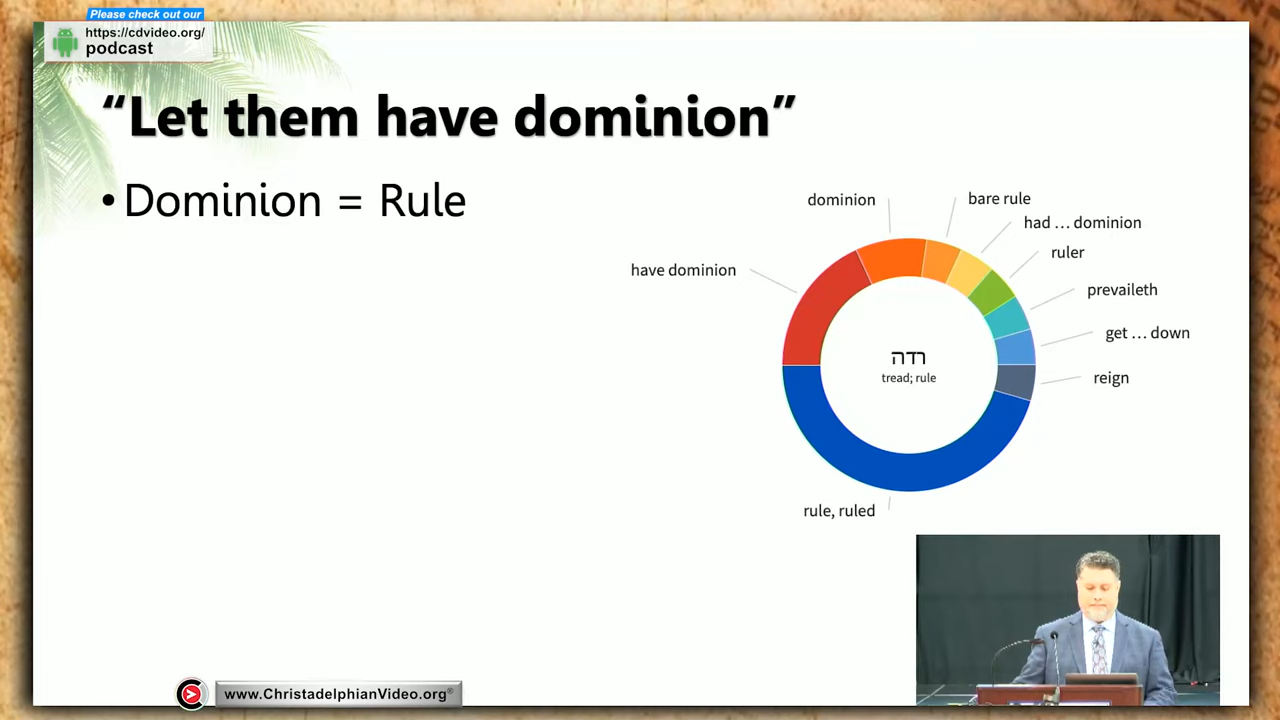 Please check out our
https://cdvideo.org/
podcast
“Let them have dominion”
•Dominion = Rule
dominion
bare rule
had … dominion
ruler
have dominion
prevaileth
get … down
רדה
tread; rule
reign
rule, ruled
www.ChristadelphianVideo.org®